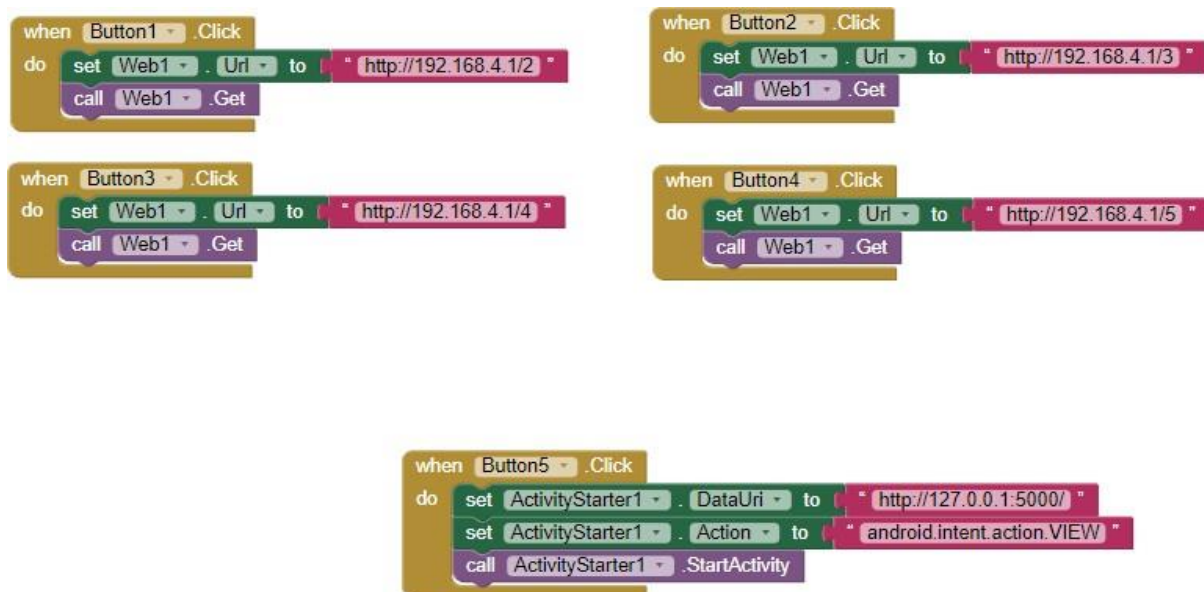 when Button1 .Click
do set Web1 . Url to " http://192.168.4.1/2 "
call Web1 .Get
when Button2 .Click
do set Web1 . Url to " http://192.168.4.1/3 "
call Web1 .Get
when Button3 .Click
do set Web1 . Url to " http://192.168.4.1/4 "
call Web1 .Get
when Button4 .Click
do set Web1 . Url to " http://192.168.4.1/5 "
call Web1 .Get
when Button5 .Click
do set ActivityStarter1 . DataUri to " http://127.0.0.1:5000/ "
set ActivityStarter1 . Action to " android.intent.action.VIEW "
call ActivityStarter1 .StartActivity